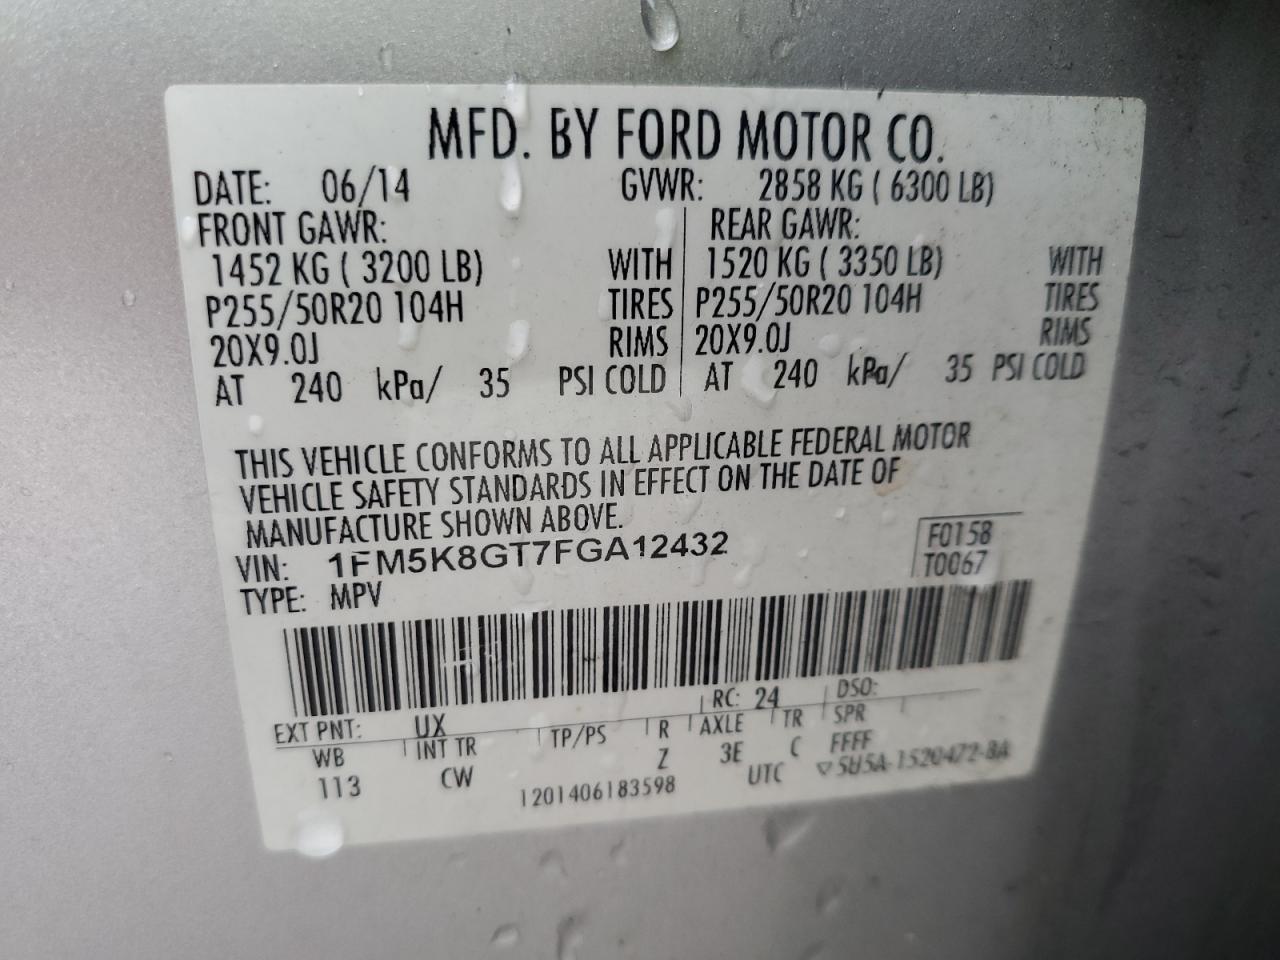 MFD. BY FORD MOTOR CO.
DATE: 06/14 GVWR: 2858 KG ( 6300 LB)
FRONT GAWR: REAR GAWR:
1452 KG ( 3200 LB) WITH 1520 KG ( 3350 LB) WITH
P255/50R20 104H TIRES P255/50R20 104H TIRES
20X9.0J RIMS 20X9.0J RIMS
AT 240 kPa/ 35 PSI COLD AT 240 kPa/ 35 PSI COLD
THIS VEHICLE CONFORMS TO ALL APPLICABLE FEDERAL MOTOR
VEHICLE SAFETY STANDARDS IN EFFECT ON THE DATE OF
MANUFACTURE SHOWN ABOVE.
VIN: 1FM5K8GT7FGA12432 F0158
TYPE: MPV T0067
EXT PNT: UX RC: 24 DSO:
WB INT TR TP/PS R AXLE TR SPR
113 CW Z 3E C FFFF
1201406183598 UTC